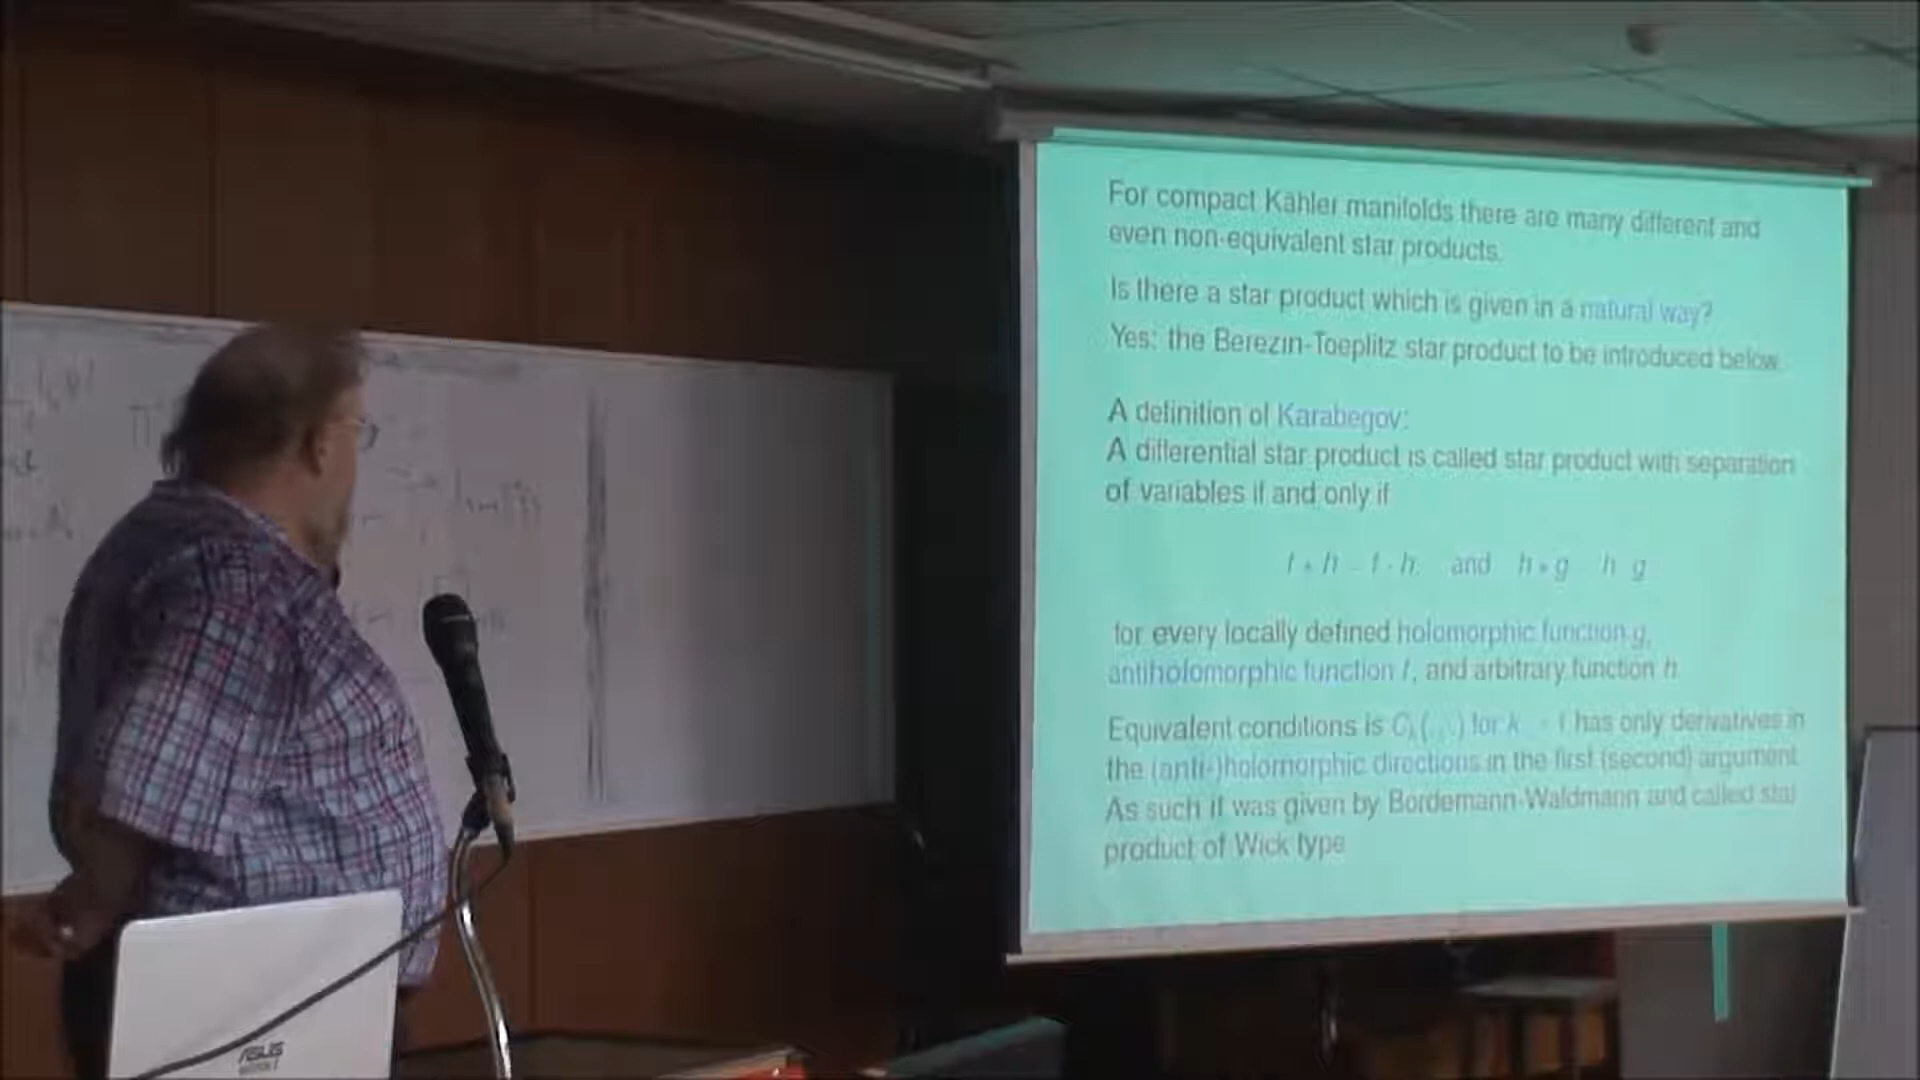 For compact Kähler manifolds there are many different and
even non-equivalent star products.
Is there a star product which is given in a natural way?
Yes: the Berezin-Toeplitz star product to be introduced below.
A definition of Karabegov:
A differential star product is called star product with separation
of variables if and only if
f ⋆ h = f · h, and h ⋆ g = h · g
for every locally defined holomorphic function g,
antiholomorphic function f, and arbitrary function h
Equivalent conditions is C_k(., .) for k has only derivatives in
the (anti-)holomorphic directions in the first (second) argument
As such it was given by Bordemann-Waldmann and called star
product of Wick type
ASUS